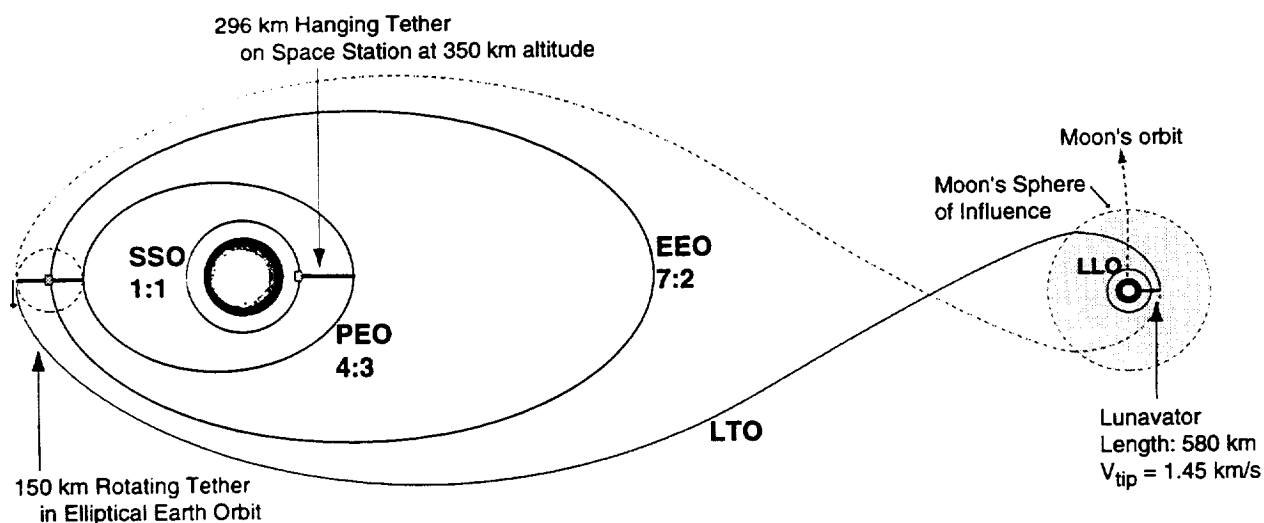 296 km Hanging Tether
on Space Station at 350 km altitude
Moon's orbit
Moon's Sphere
of Influence
SSO
1:1
EEO
7:2
LLO
PEO
4:3
LTO
Lunavator
Length: 580 km
Vtip = 1.45 km/s
150 km Rotating Tether
in Elliptical Earth Orbit